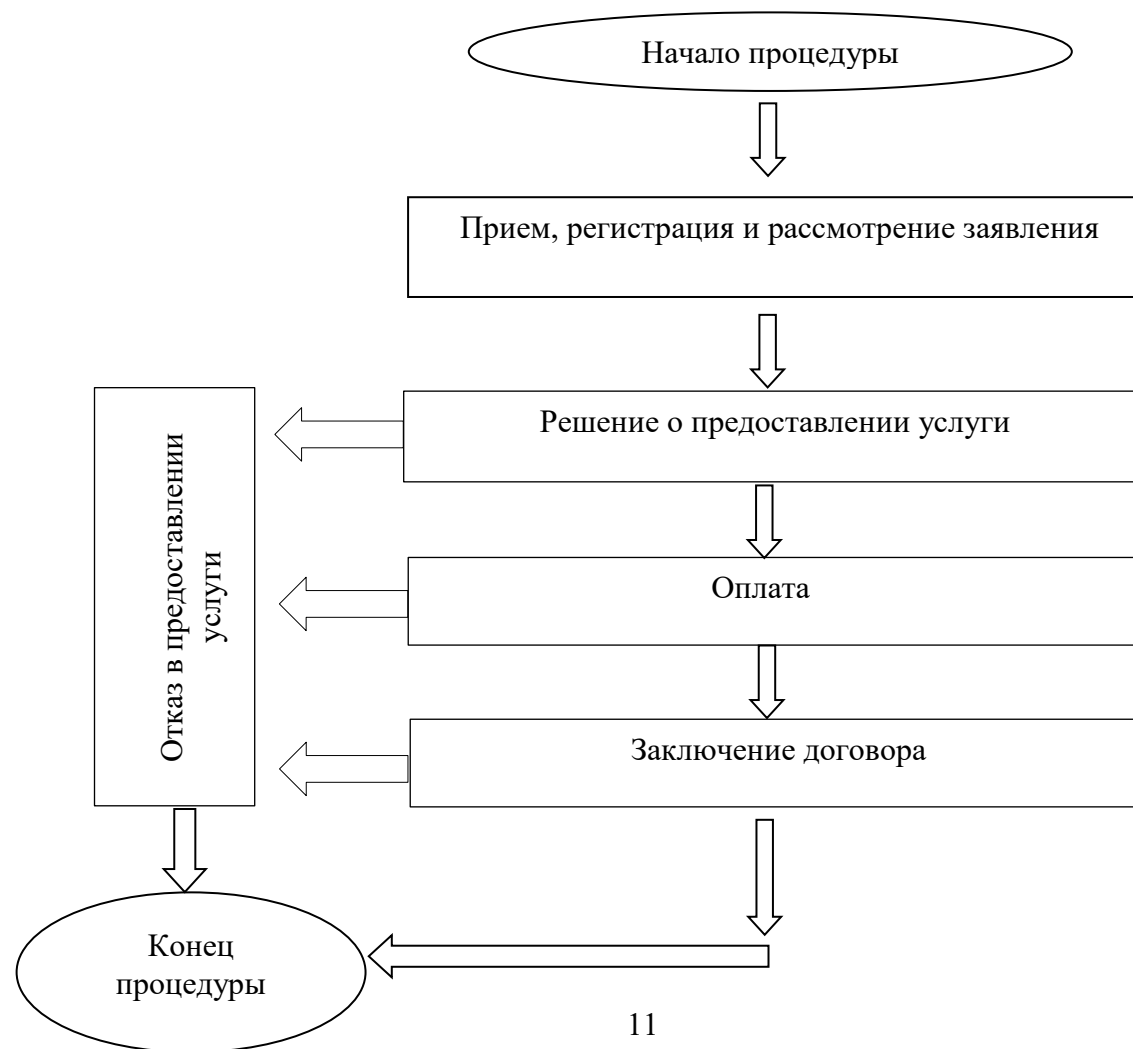 Начало процедуры
Прием, регистрация и рассмотрение заявления
Решение о предоставлении услуги
Отказ в предоставлении
услуги
Оплата
Заключение договора
Конец
процедуры
11